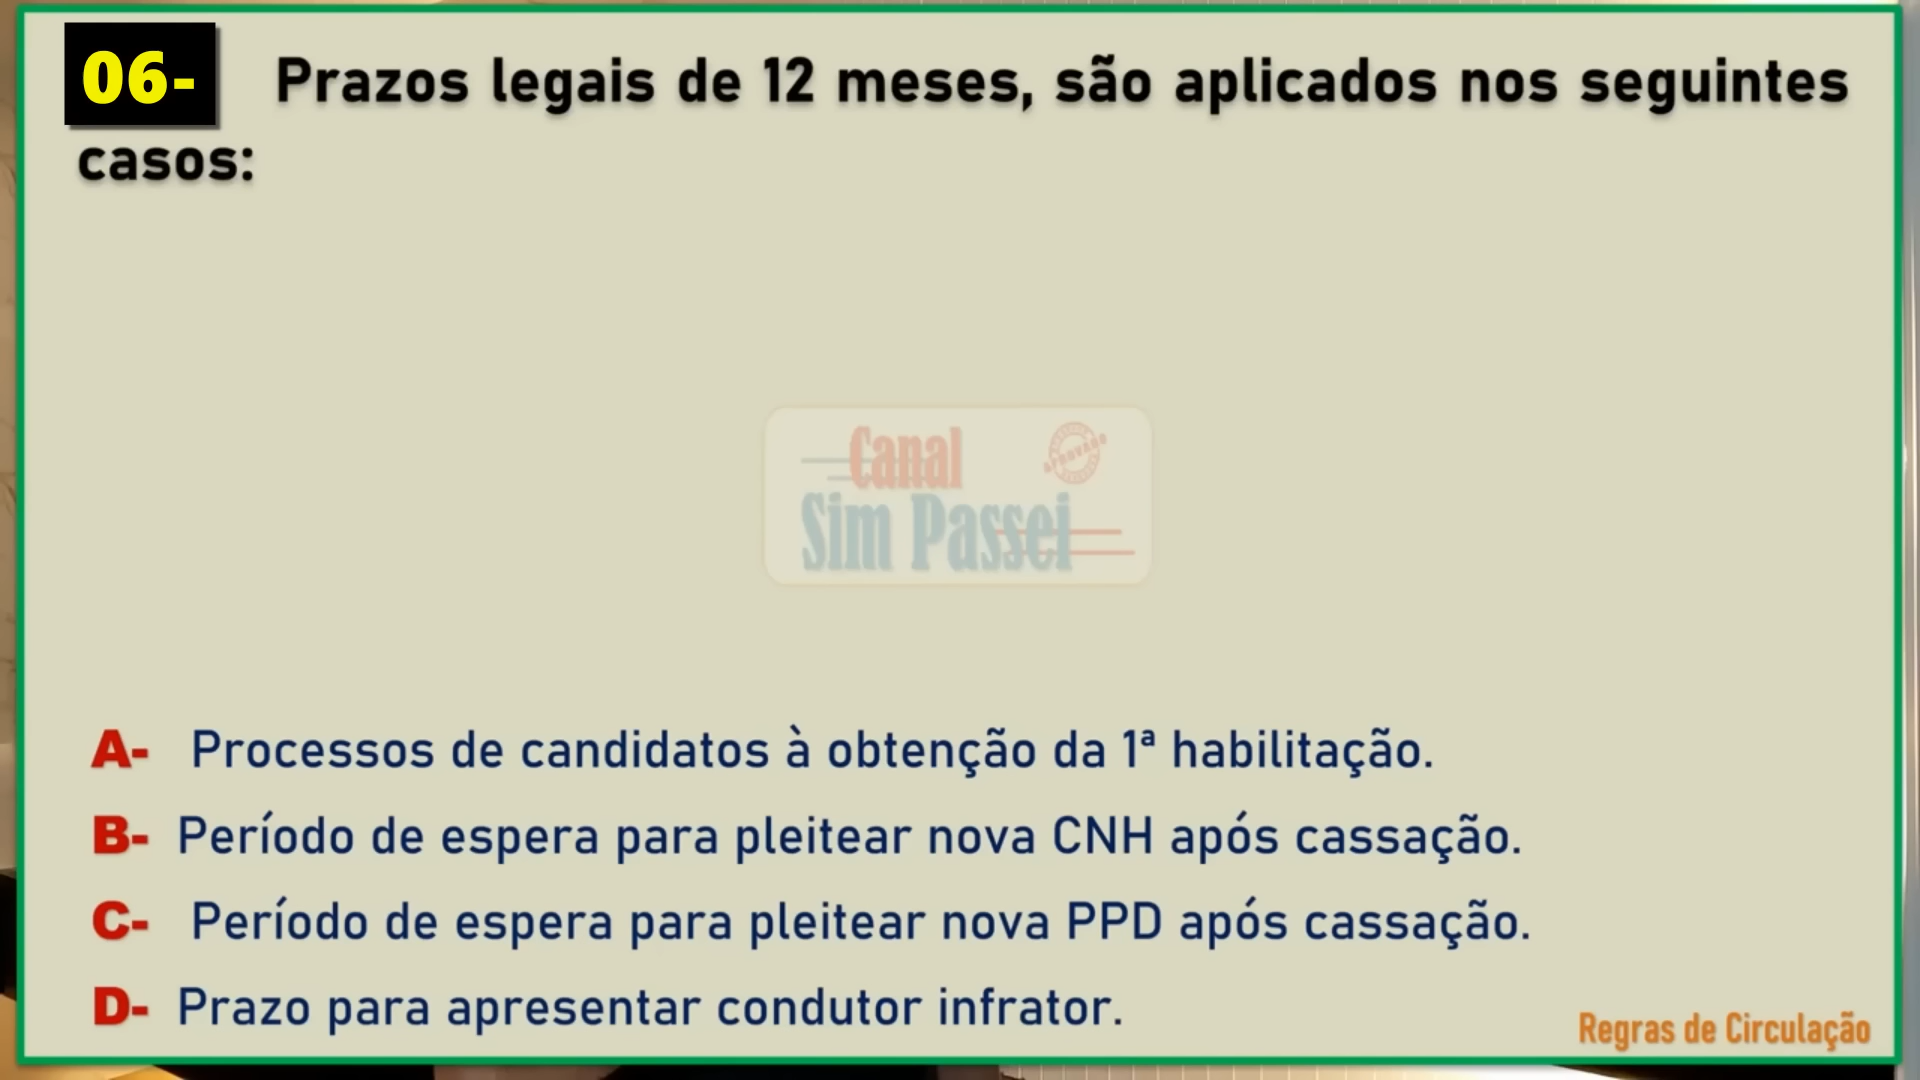 06- Prazos legais de 12 meses, são aplicados nos seguintes
casos:
Canal
APROVADO
Sim Passei
A- Processos de candidatos à obtenção da 1ª habilitação.
B- Período de espera para pleitear nova CNH após cassação.
C- Período de espera para pleitear nova PPD após cassação.
D- Prazo para apresentar condutor infrator.
Regras de Circulação